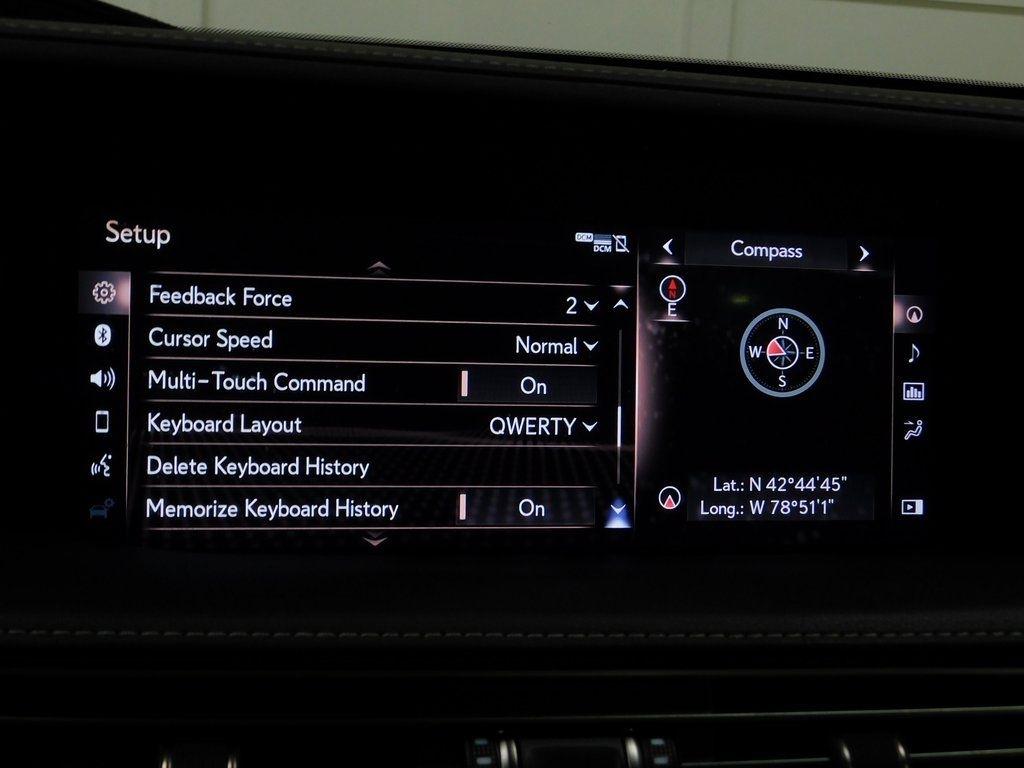 Setup
DCM
DCM
Feedback Force 2
Cursor Speed Normal
Multi-Touch Command On
Keyboard Layout QWERTY
Delete Keyboard History
Memorize Keyboard History On
Compass
N
E
N
W E
S
Lat.: N 42°44'45"
Long.: W 78°51'1"